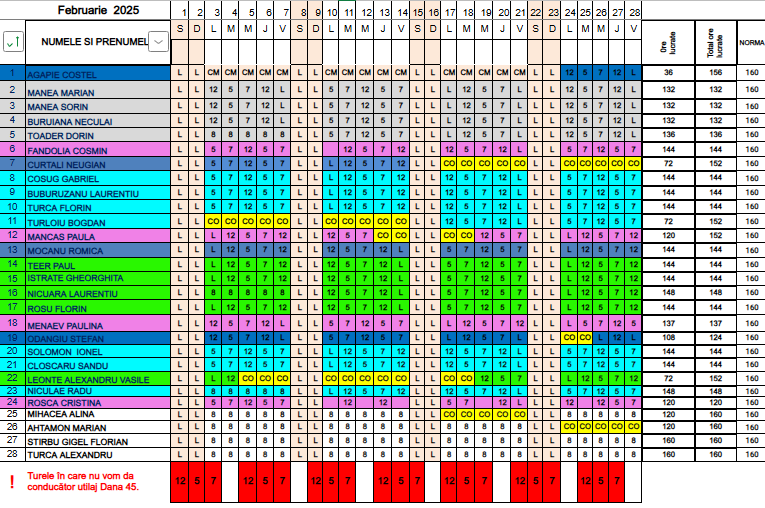 Februarie 2025 1 2 3 4 5 6 7 8 9 10 11 12 13 14 15 16 17 18 19 20 21 22 23 24 25 26 27 28
NUMELE SI PRENUMEL S D L M M J V S D L M M J V S D L M M J V S D L M M J V Ore lucrate Total ore lucrate NORMA
1 AGAPIE COSTEL L L CM CM CM CM CM L L CM CM CM CM CM L L CM CM CM CM CM L L 12 5 7 12 L 36 156 160
2 MANEA MARIAN L L 12 5 7 12 L L L 5 7 12 5 7 L L L 12 5 7 12 L L 5 7 12 5 7 132 132 160
3 MANEA SORIN L L 12 5 7 12 L L L 5 7 12 5 7 L L L 12 5 7 12 L L 5 7 12 5 7 132 132 160
4 BURUIANA NECULAI L L 12 5 7 12 L L L 5 7 12 5 7 L L L 12 5 7 12 L L 5 7 12 5 7 132 132 160
5 TOADER DORIN L L 8 8 8 8 8 L L 5 7 12 5 7 L L L 12 5 7 12 L L 5 7 12 5 7 136 136 160
6 FANDOLIA COSMIN L L 5 7 12 5 7 L L 12 5 7 12 L L 12 5 7 12 L L L 5 7 12 5 7 144 144 160
7 CURTALI NEUGIAN L L 5 7 12 5 7 L L L 12 5 7 12 L L CO CO CO CO CO L L CO CO CO CO CO 72 152 160
8 COSUG GABRIEL L L 5 7 12 5 7 L L L 12 5 7 12 L L 12 5 7 12 L L L 5 7 12 5 7 144 144 160
9 BUBURUZANU LAURENTIU L L 5 7 12 5 7 L L L 12 5 7 12 L L 12 5 7 12 L L L 5 7 12 5 7 144 144 160
10 TURCA FLORIN L L 5 7 12 5 7 L L L 12 5 7 12 L L 12 5 7 12 L L L 5 7 12 5 7 144 144 160
11 TURLOIU BOGDAN L L CO CO CO CO CO L L CO CO CO CO CO L L 12 5 7 12 L L L 5 7 12 5 7 72 152 160
12 MANCAS PAULA L L L 12 5 7 12 L L 12 5 7 CO CO L L CO CO 12 5 7 L L L 12 5 7 12 120 152 160
13 MOCANU ROMICA L L L 12 5 7 12 L L 12 5 7 12 L L L 5 7 12 5 7 L L L 12 5 7 12 144 144 160
14 TEER PAUL L L L 12 5 7 12 L L 12 5 7 12 L L L 5 7 12 5 7 L L L 12 5 7 12 144 144 160
15 ISTRATE GHEORGHITA L L L 12 5 7 12 L L 12 5 7 12 L L L 5 7 12 5 7 L L L 12 5 7 12 144 144 160
16 NICUARA LAURENTIU L L 8 8 8 8 8 L L 12 5 7 12 L L L 5 7 12 5 7 L L L 12 5 7 12 148 148 160
17 ROSU FLORIN L L L 12 5 7 12 L L 12 5 7 12 L L L 5 7 12 5 7 L L L 12 5 7 12 144 144 160
18 MENAEV PAULINA L L 12 5 7 12 L L L 5 7 12 5 7 L L L 12 5 7 12 L L L 5 7 12 5 137 137 160
19 ODANGIU STEFAN L L 12 5 7 12 L L L 5 7 12 5 7 L L L 12 5 7 12 L L CO CO L 12 L 108 124 160
20 SOLOMON IONEL L L 5 7 12 5 7 L L L 12 5 7 12 L L 12 5 7 12 L L L 5 7 12 5 7 144 144 160
21 CLOSCARU SANDU L L 5 7 12 5 7 L L L 12 5 7 12 L L 12 5 7 12 L L L 5 7 12 5 7 144 144 160
22 LEONTE ALEXANDRU VASILE L L L 12 CO CO CO L L CO CO CO CO CO L L CO CO 12 5 7 L L L 12 5 7 12 72 152 160
23 NICULAE RADU L L 8 8 8 8 8 L L L 12 5 7 12 L L 12 5 7 12 L L L 5 7 12 5 7 148 148 160
24 ROSCA CRISTINA L L 5 7 12 5 7 L L 12 12 L L 5 7 12 L L L 12 12 5 7 120 120 160
25 MIHACEA ALINA L L 8 8 8 8 8 L L 8 8 8 8 8 L L CO CO CO CO CO L L 8 8 8 8 8 120 160 160
26 AHTAMON MARIAN L L 8 8 8 8 8 L L 8 8 8 8 8 L L 8 8 8 8 8 L L CO CO CO CO CO 120 160 160
27 STIRBU GIGEL FLORIAN L L 8 8 8 8 8 L L 8 8 8 8 8 L L 8 8 8 8 8 L L 8 8 8 8 8 160 160 160
28 TURCA ALEXANDRU L L 8 8 8 8 8 L L 8 8 8 8 8 L L 8 8 8 8 8 L L 8 8 8 8 8 160 160 160
! Turele în care nu vom da
conducător utilaj Dana 45. 12 5 7 12 5 7 12 5 7 12 5 7 12 5 7 12 5 7 12 5 7